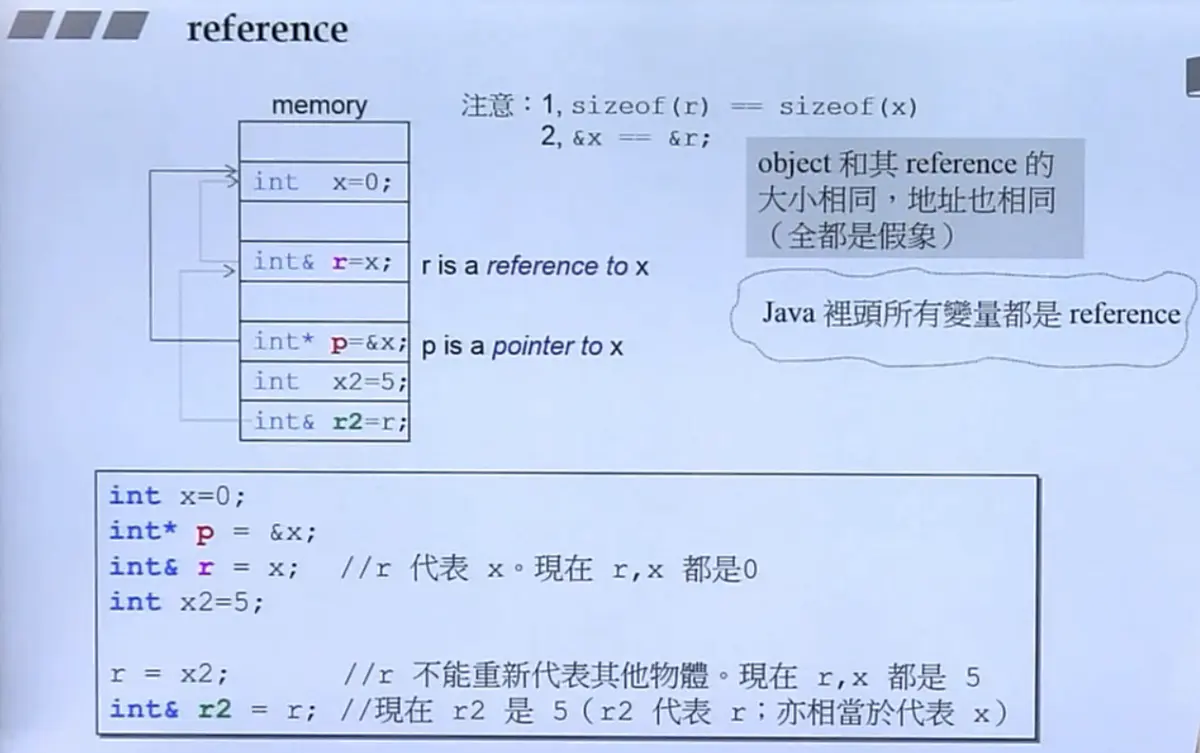 reference
memory
int x=0;
int& r=x;
int* p=&x;
int x2=5;
int& r2=r;
r is a reference to x
p is a pointer to x
注意：1, sizeof(r) == sizeof(x)
2, &x == &r;
object 和其 reference 的
大小相同，地址也相同
（全都是假象）
Java 裡頭所有變量都是 reference
int x=0;
int* p = &x;
int& r = x; //r 代表 x。現在 r,x 都是0
int x2=5;
r = x2; //r 不能重新代表其他物體。現在 r,x 都是 5
int& r2 = r; //現在 r2 是 5（r2 代表 r；亦相當於代表 x）